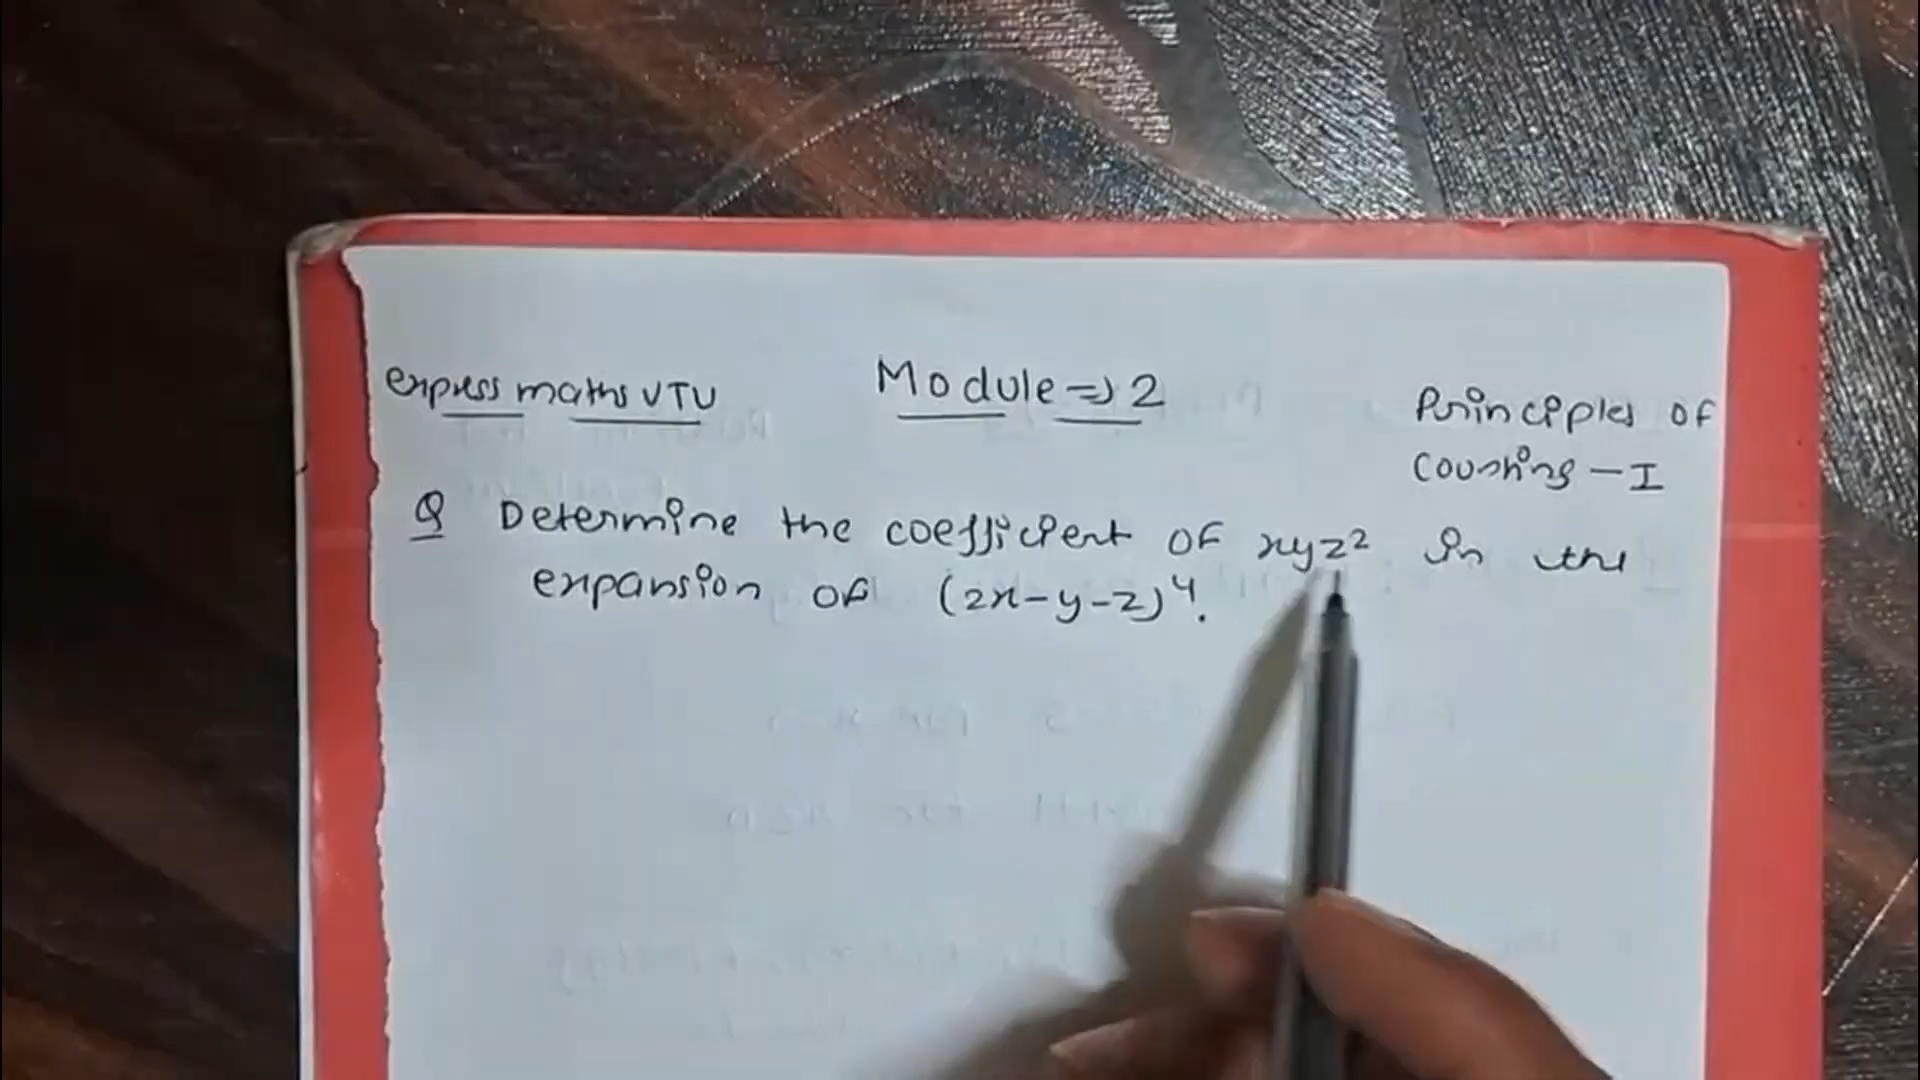 express maths VTU
Module => 2
Principles of
Counting - I
Q Determine the coefficient of xyz² in the
expansion of (2x-y-z)⁴.